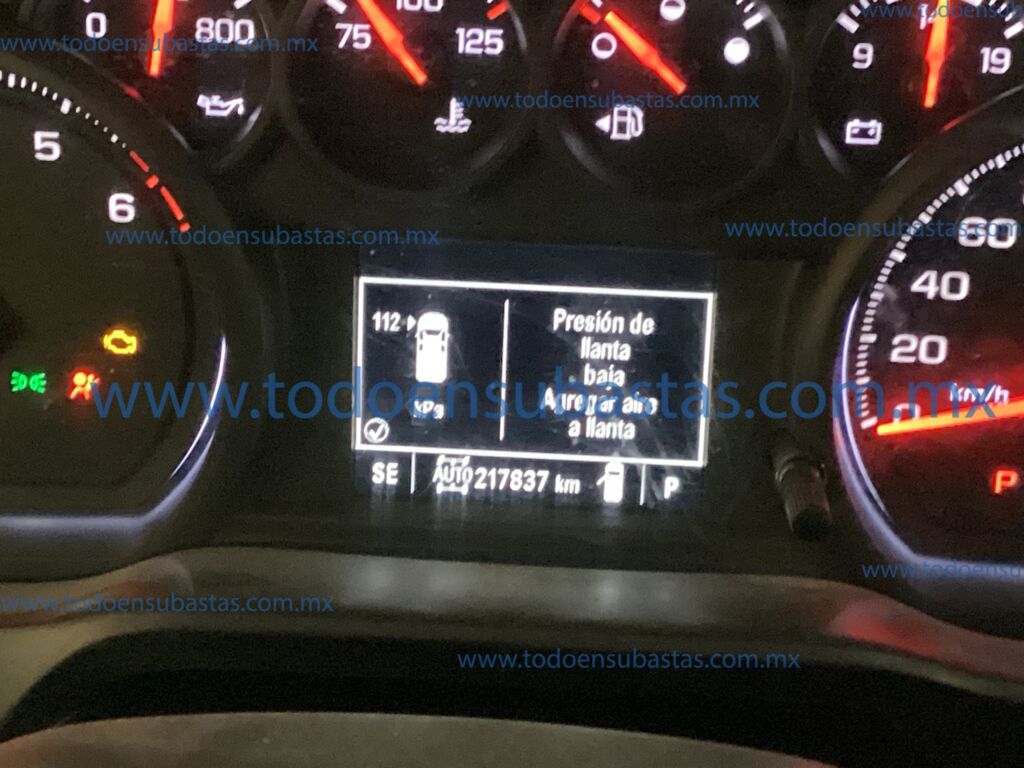 0
800
75
100
125
9
19
www.todoensubastas.com.mx
www.todoensubastas.com.mx
5
6
www.todoensubastas.com.mx
www.todoensubastas.com.mx
60
40
20
0
km/h
112
kPa
Presión de
llanta
baja
Agregar aire
a llanta
www.todoensubastas.com.mx
SE
AUTO
217837 km
P
P
www.todoensubastas.com.mx
www.todoensubastas.com.mx